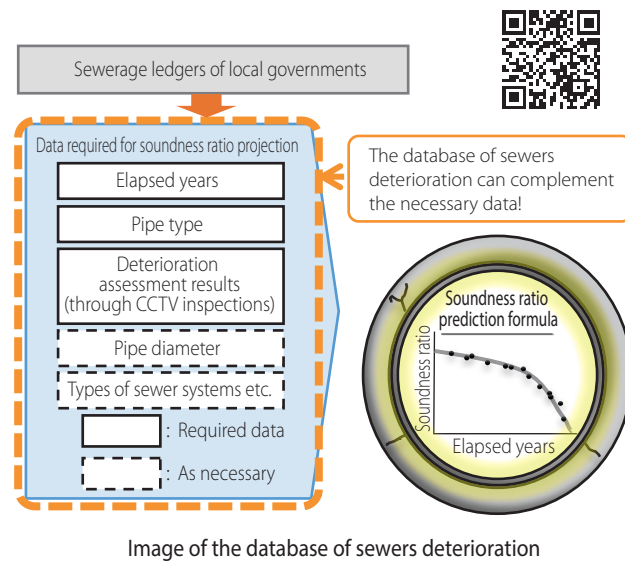 Sewerage ledgers of local governments
Data required for soundness ratio projection
Elapsed years
Pipe type
Deterioration
assessment results
(through CCTV inspections)
Pipe diameter
Types of sewer systems etc.
: Required data
: As necessary
The database of sewers
deterioration can complement
the necessary data!
Soundness ratio
prediction formula
Soundness ratio
Elapsed years
Image of the database of sewers deterioration